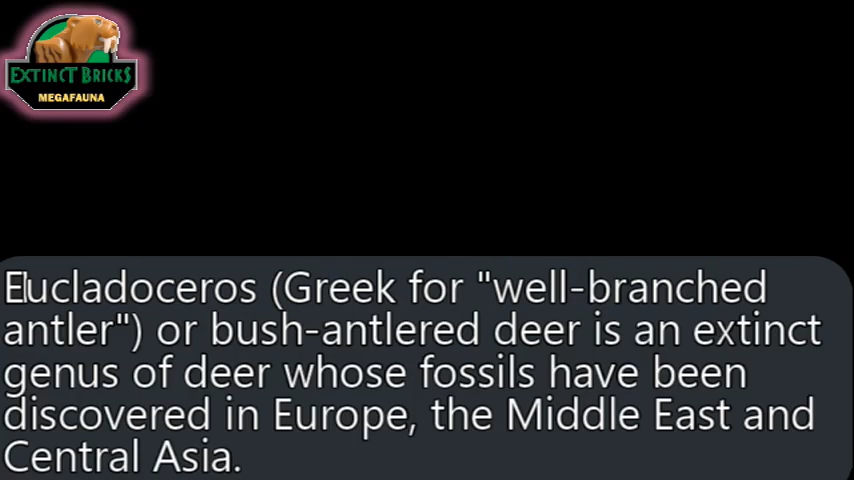 EXTINCT BRICKS
MEGAFAUNA
Eucladoceros (Greek for "well-branched
antler") or bush-antlered deer is an extinct
genus of deer whose fossils have been
discovered in Europe, the Middle East and
Central Asia.